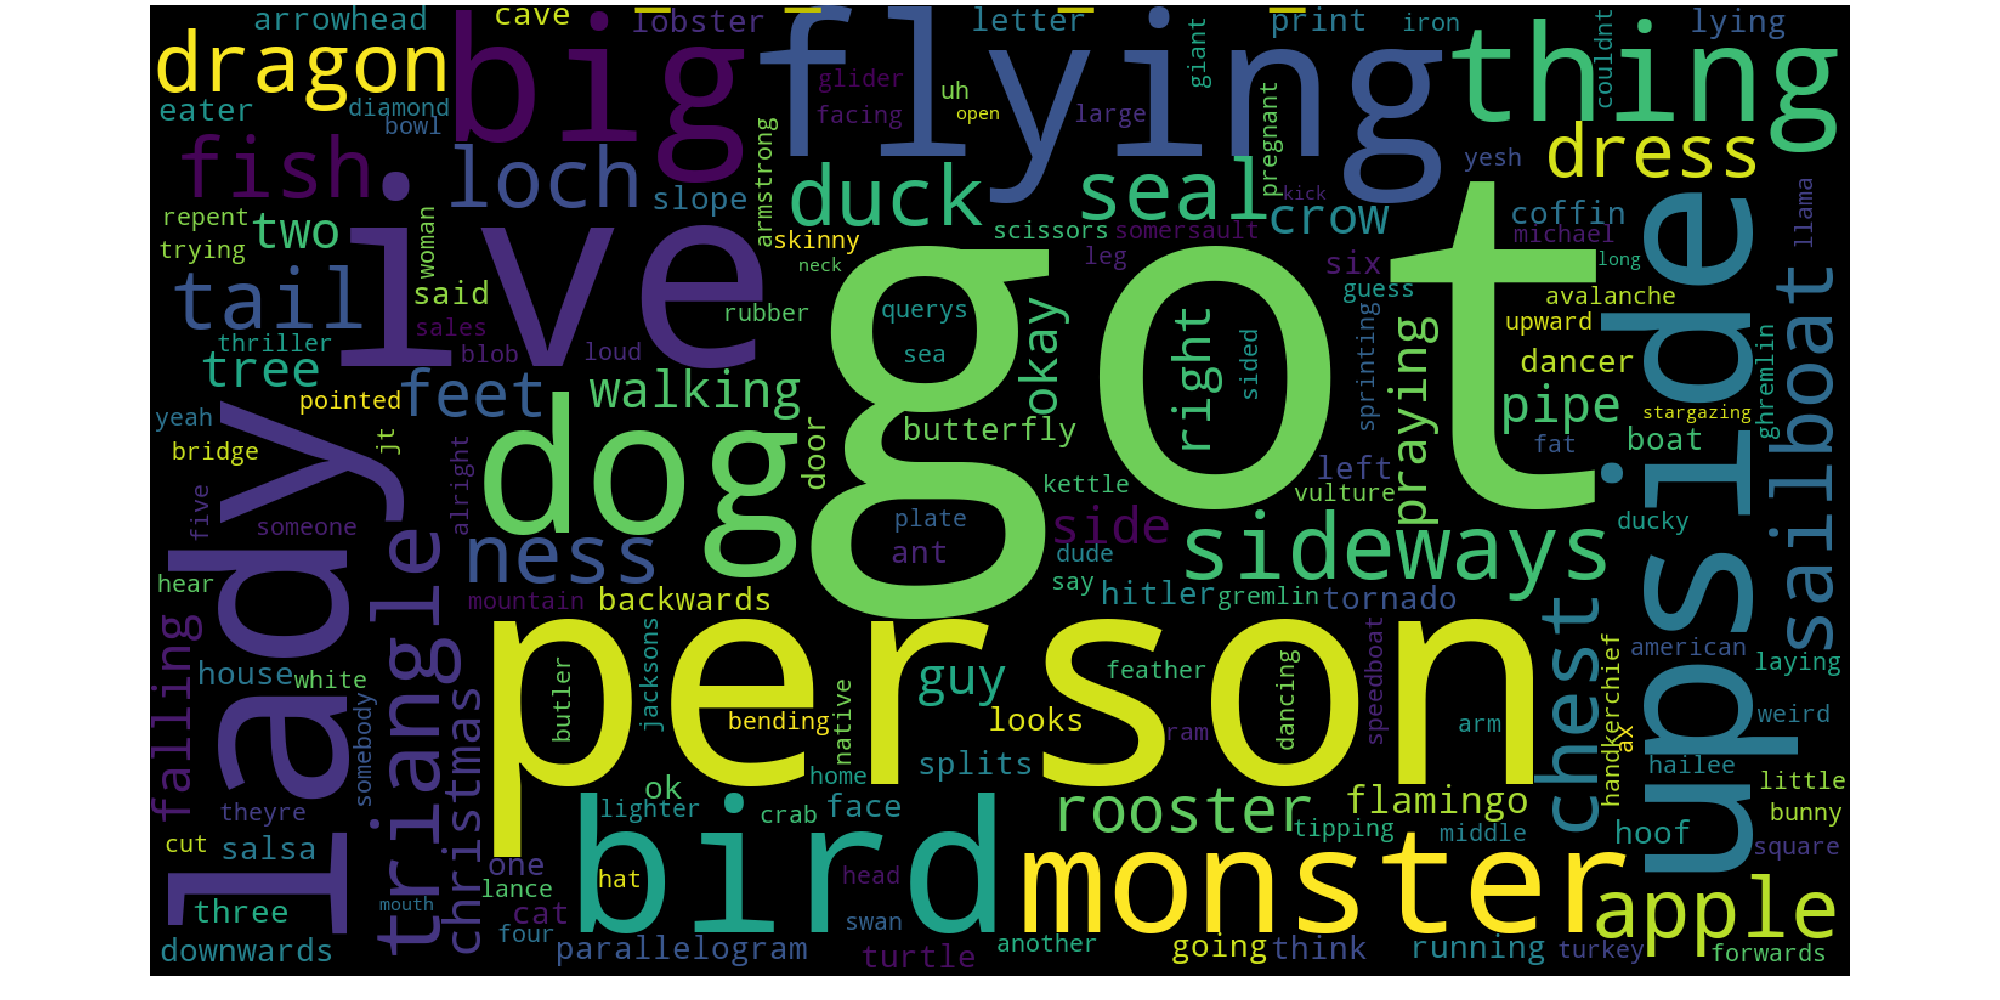 arrowhead
cave
lobster
letter
print
iron
lying
dragon
big
flying
thing
glider
giant
couldnt
eater
diamond
bowl
facing
uh
open
large
pregnant
armstrong
fish
loch
slope
duck
seal
kick
crow
yesh
dress
coffin
michael
llama
repent
trying
two
woman
ive
skinny
neck
scissors
somersault
leg
six
guess
long
tail
said
sales
blob
loud
rubber
querys
sea
got
okay
right
sided
sprinting
avalanche
upward
dancer
upside
sailboat
ghremlin
thriller
tree
pointed
feet
walking
yeah
bridge
jt
alright
dog
door
butterfly
praying
pipe
stargazing
fat
boat
left
vulture
kettle
five
someone
lady
triangle
ness
plate
ant
side
dude
say
sideways
ducky
hear
mountain
backwards
hitler
gremlin
tornado
chest
american
laying
falling
house
white
christmas
somebody
person
butler
jacksons
bending
native
guy
looks
feather
ram
dancing
speedboat
arm
handkerchief
ax
weird
hailee
little
bunny
theyre
ok
home
splits
lighter
crab
face
rooster
flamingo
tipping
middle
hoof
square
cut
salsa
one
lance
hat
bird
head
monster
apple
three
mouth
cat
four
swan
downwards
parallelogram
turtle
another
going
think
running
turkey
forwards